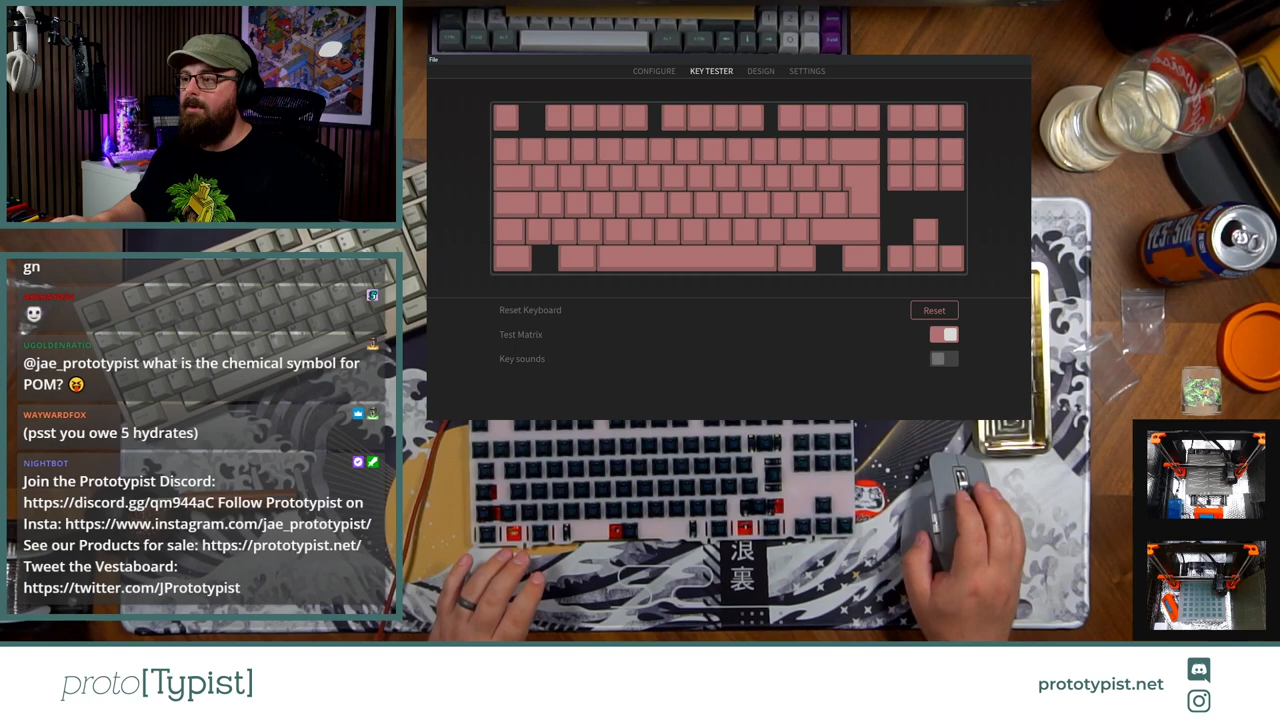 File
CONFIGURE KEY TESTER DESIGN SETTINGS
Reset Keyboard
Reset
Test Matrix
Key sounds
gn
UGOLDENRATIO
@jae_prototypist what is the chemical symbol for
POM?
WAYWARDFOX
(psst you owe 5 hydrates)
NIGHTBOT
Join the Prototypist Discord:
https://discord.gg/qm944aC Follow Prototypist on
Insta: https://www.instagram.com/jae_prototypist/
See our Products for sale: https://prototypist.net/
Tweet the Vestaboard:
https://twitter.com/JPrototypist
浪
裏
proto[Typist]
prototypist.net